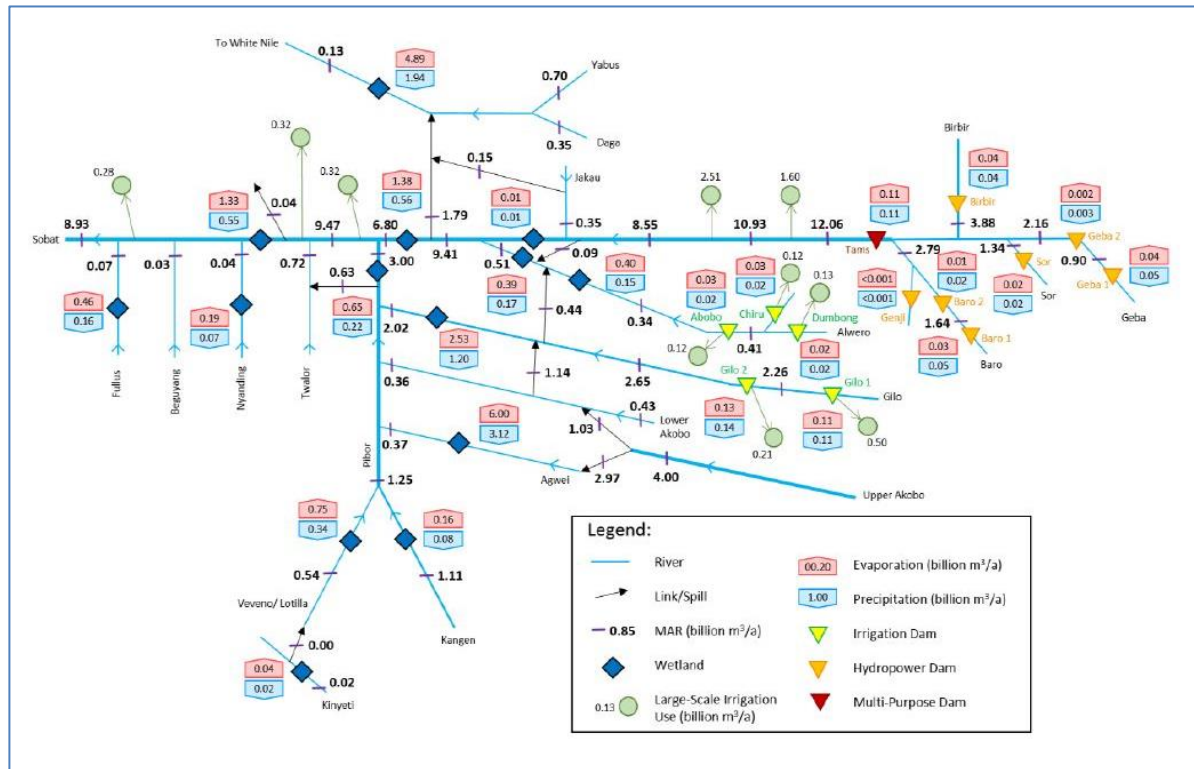 To White Nile
0.13
4.89
1.94
0.70
Yabus
0.35
Daga
0.15
Jakau
0.28
0.32
0.32
1.33
0.55
0.04
1.38
0.56
1.79
0.01
0.01
0.35
2.51
1.60
Birbir
0.04
0.04
Birbir
0.11
0.11
0.002
0.003
8.93
9.47
6.80
8.55
10.93
12.06
3.88
2.16
Sobat
Tams
Geba 2
0.07
0.03
0.04
0.72
3.00
9.41
0.51
0.09
2.79
1.34
0.90
0.04
0.05
Sor
Geba 1
Geba
0.63
0.39
0.17
0.40
0.15
0.03
0.02
0.03
0.02
0.12
0.13
<0.001
<0.001
0.01
0.02
0.02
0.02
Sor
0.46
0.16
0.19
0.07
0.65
0.22
2.02
0.44
0.34
Abobo
Chiru
Dumbong
Genji
Baro 2
1.64
Baro 1
Baro
0.03
0.05
Alwero
0.12
0.41
0.02
0.02
2.53
1.20
2.65
Gilo 2
2.26
Gilo 1
Gilo
Fullus
Beguyang
Nyanding
Twalor
0.36
1.14
0.43
Lower
Akobo
0.13
0.14
0.11
0.11
0.50
0.21
6.00
3.12
1.03
0.37
Pibor
Agwei
2.97
4.00
Upper Akobo
1.25
0.75
0.34
0.16
0.08
0.54
1.11
Veveno/ Lotilla
Kangen
0.00
0.04
0.02
0.02
Kinyeti
Legend:
River
Link/Spill
0.85 MAR (billion m³/a)
Wetland
0.13 Large-Scale Irrigation
Use (billion m³/a)
00.20 Evaporation (billion m³/a)
1.00 Precipitation (billion m³/a)
Irrigation Dam
Hydropower Dam
Multi-Purpose Dam